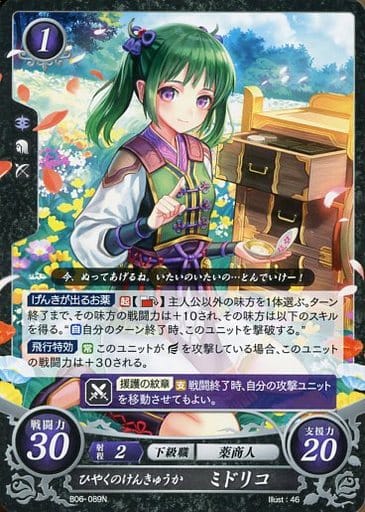 1
今、ぬってあげるね。いたいのいたいの…とんでいけー!
げんきが出るお薬 起【】主人公以外の味方を1体選ぶ。ターン
終了まで、その味方の戦闘力は+10され、その味方は以下のスキル
を得る。"自自分のターン終了時、このユニットを撃破する。"
飛行特効 常このユニットがを攻撃している場合、このユニット
の戦闘力は+30される。
援護の紋章 支戦闘終了時、自分の攻撃ユニット
を移動させてもよい。
戦闘力
30
射程 2 下級職 薬商人
支援力
20
ひやくのけんきゅうか ミドリコ
B06-089N
Illust:46